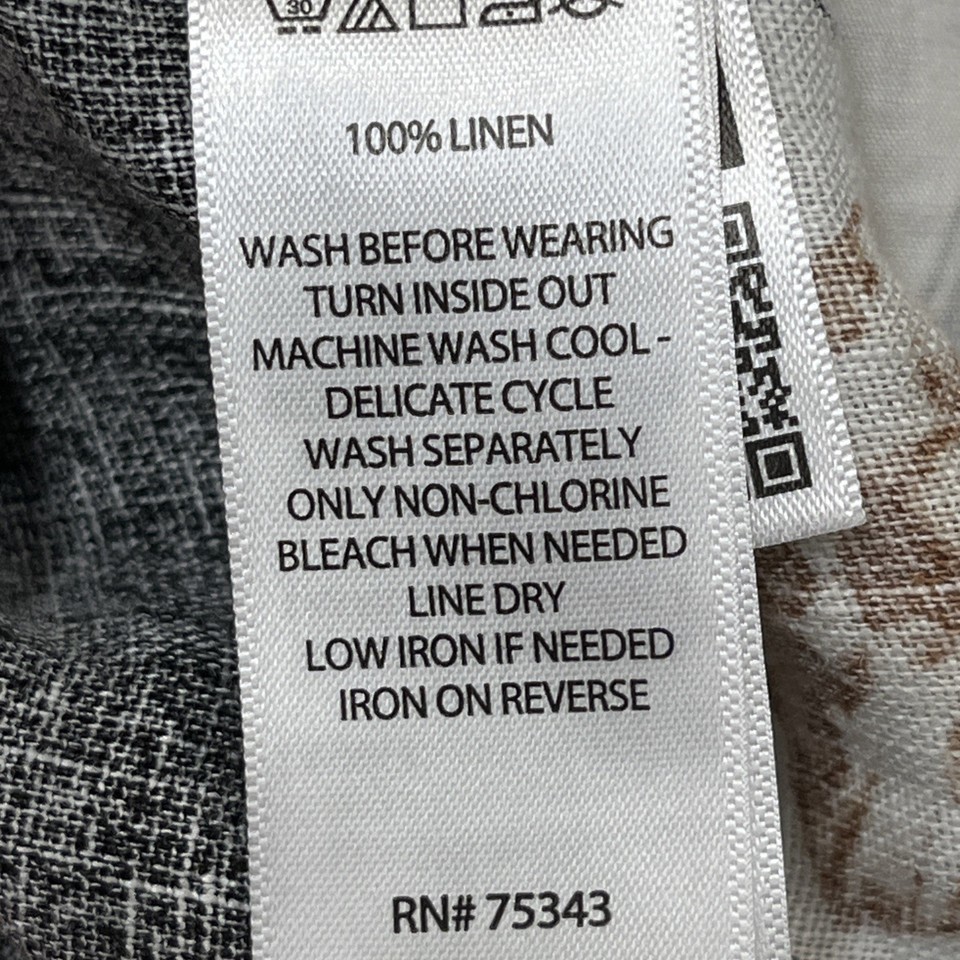 30
100% LINEN
WASH BEFORE WEARING
TURN INSIDE OUT
MACHINE WASH COOL -
DELICATE CYCLE
WASH SEPARATELY
ONLY NON-CHLORINE
BLEACH WHEN NEEDED
LINE DRY
LOW IRON IF NEEDED
IRON ON REVERSE
RN# 75343